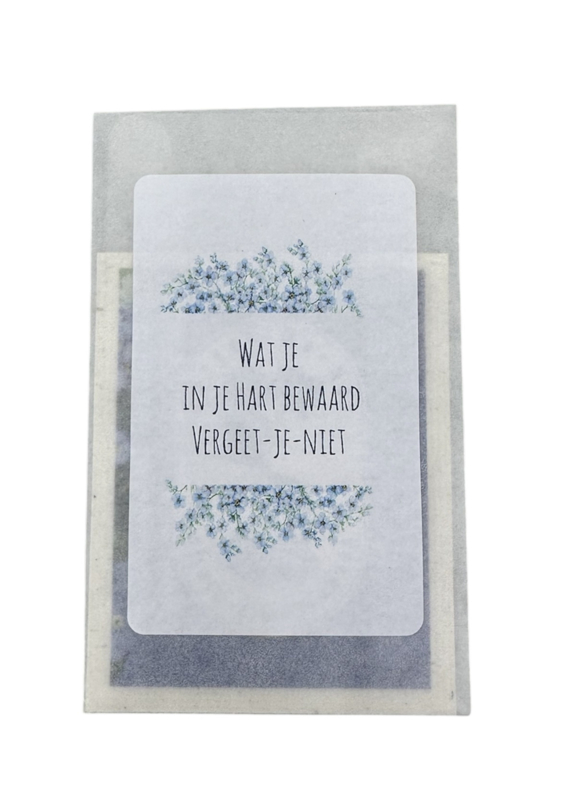 Wat je
in je Hart bewaard
Vergeet-je-niet